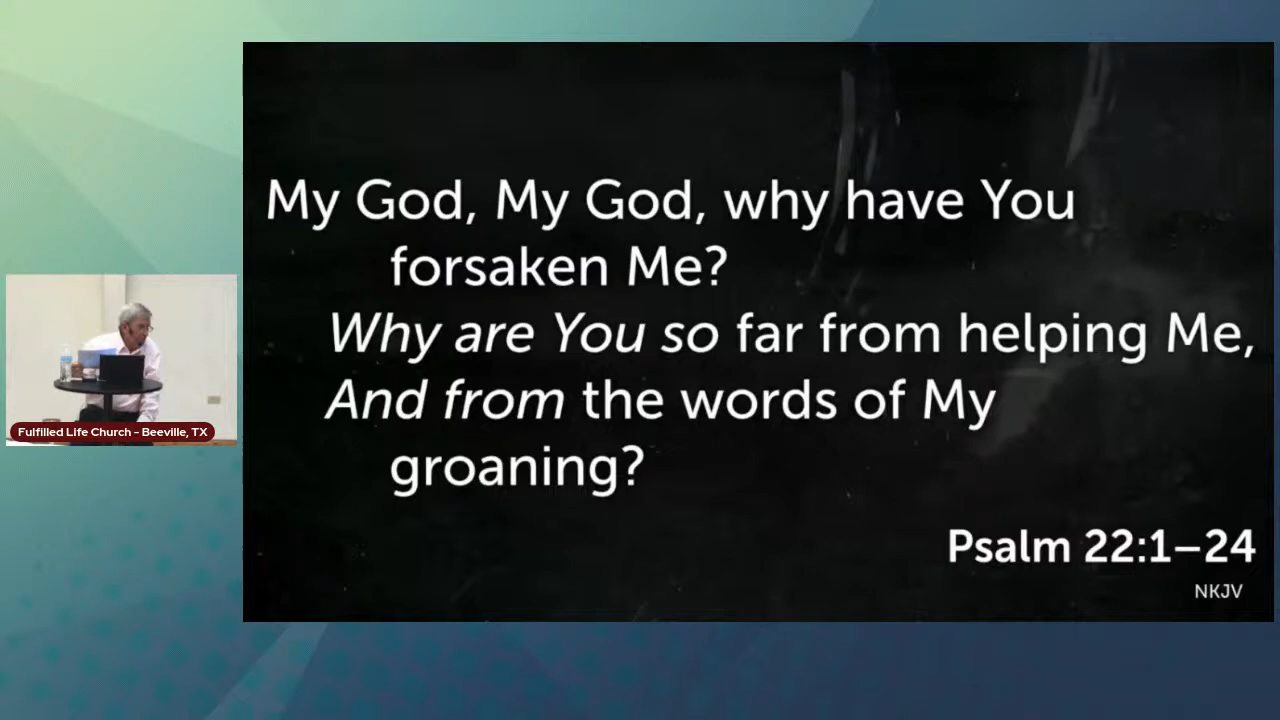 My God, My God, why have You
forsaken Me?
Why are You so far from helping Me,
And from the words of My
groaning?
Psalm 22:1–24
NKJV
Fulfilled Life Church - Beeville, TX